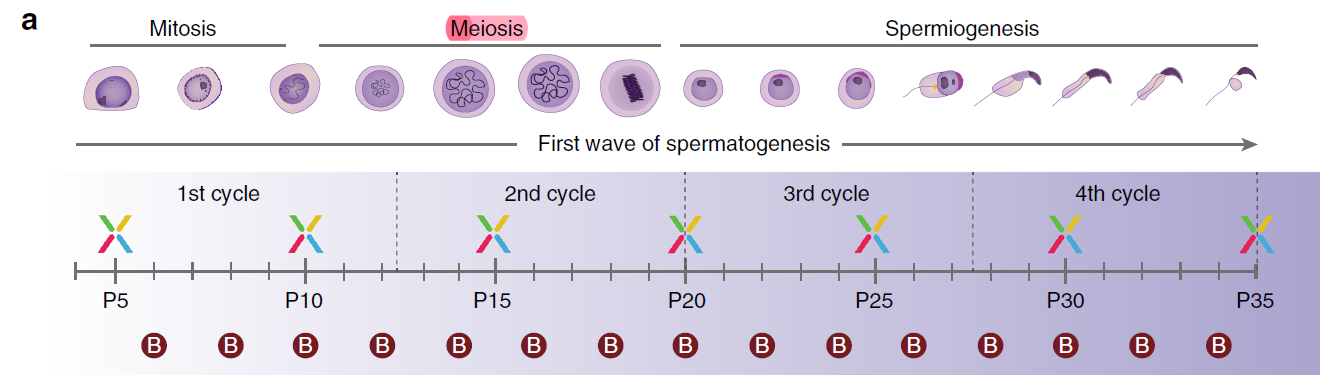 a
Mitosis Meiosis Spermiogenesis
First wave of spermatogenesis
1st cycle 2nd cycle 3rd cycle 4th cycle
P5 P10 P15 P20 P25 P30 P35
B B B B B B B B B B B B B B B